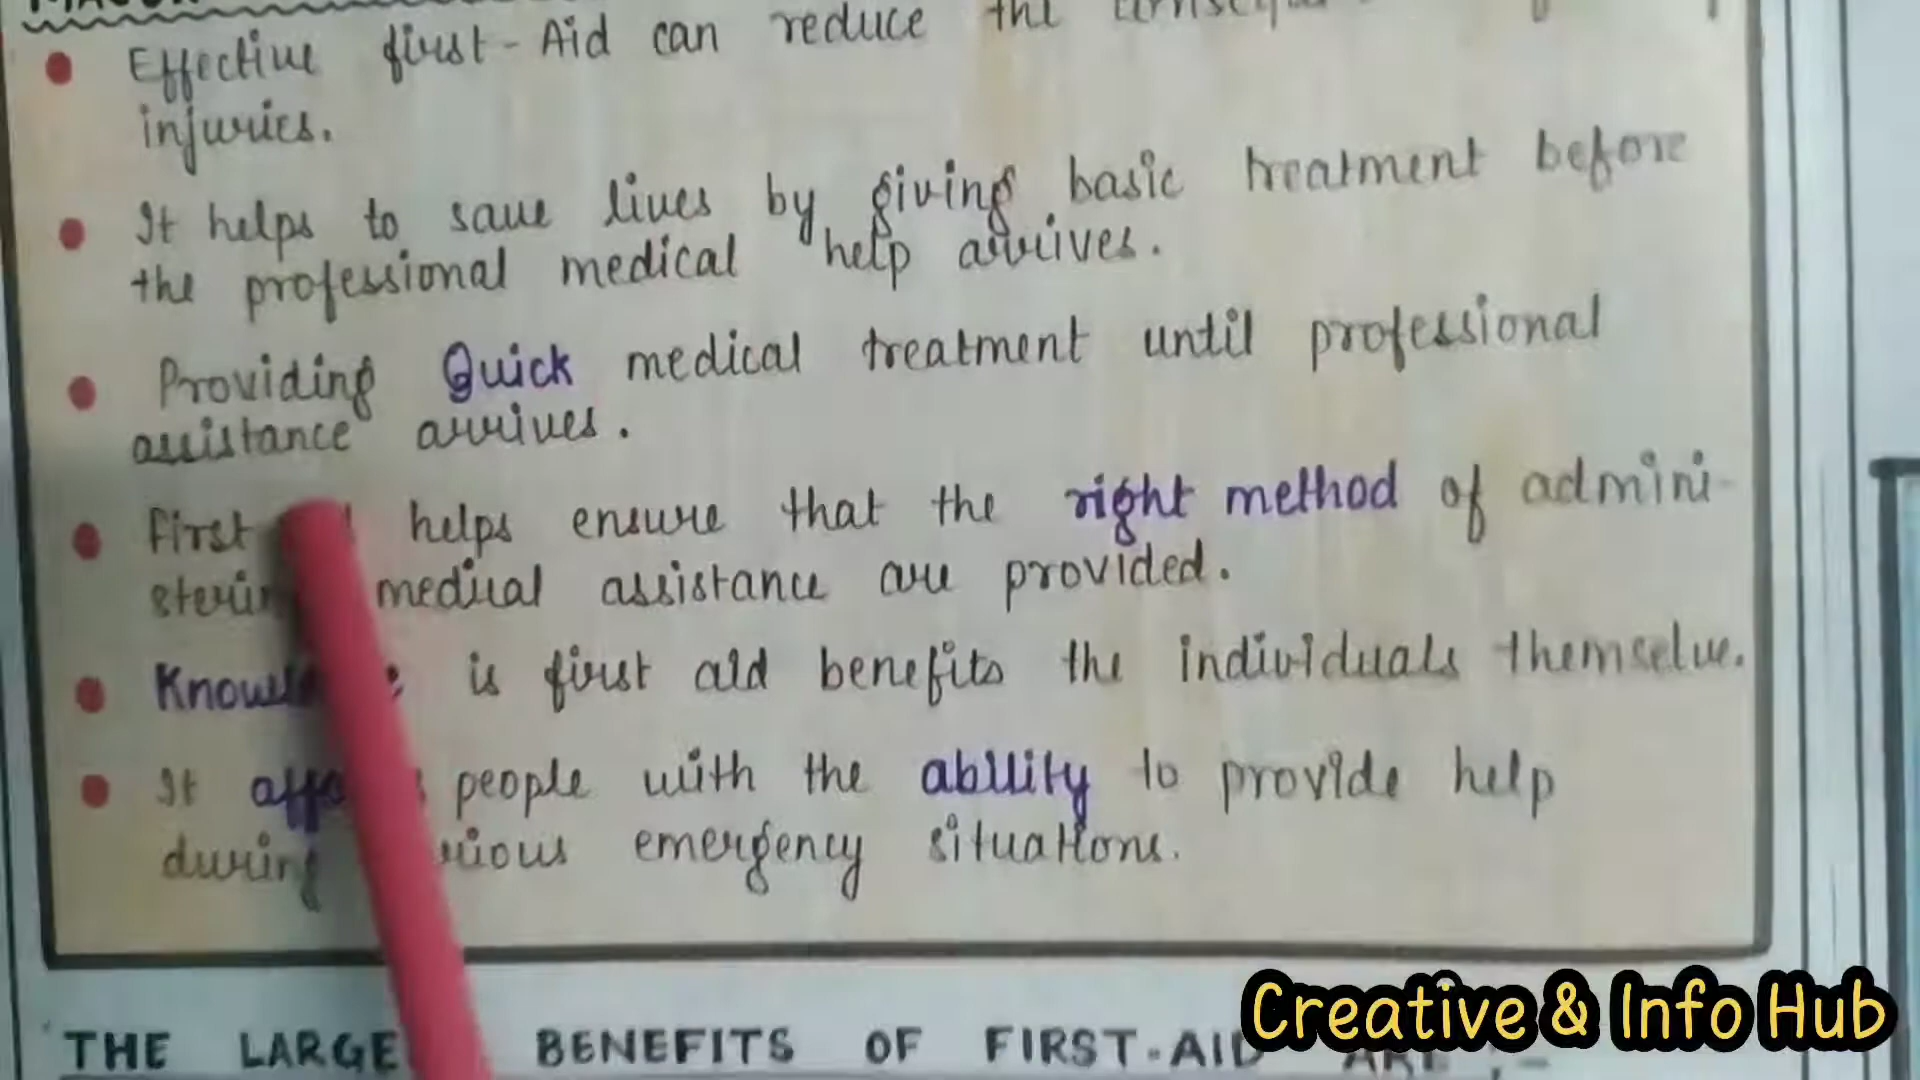 Effective first-Aid can reduce the
injuries.
It helps to save lives by giving basic treatment before
the professional medical help arrives.
Providing Quick medical treatment until professional
assistance arrives.
First helps ensure that the right method of admini-
medical assistance are provided.
is first aid benefits the individuals themselve.
It people with the ability to provide help
during emergency situations.
THE LARGE BENEFITS OF FIRST-AID ARE :-
Creative & Info Hub